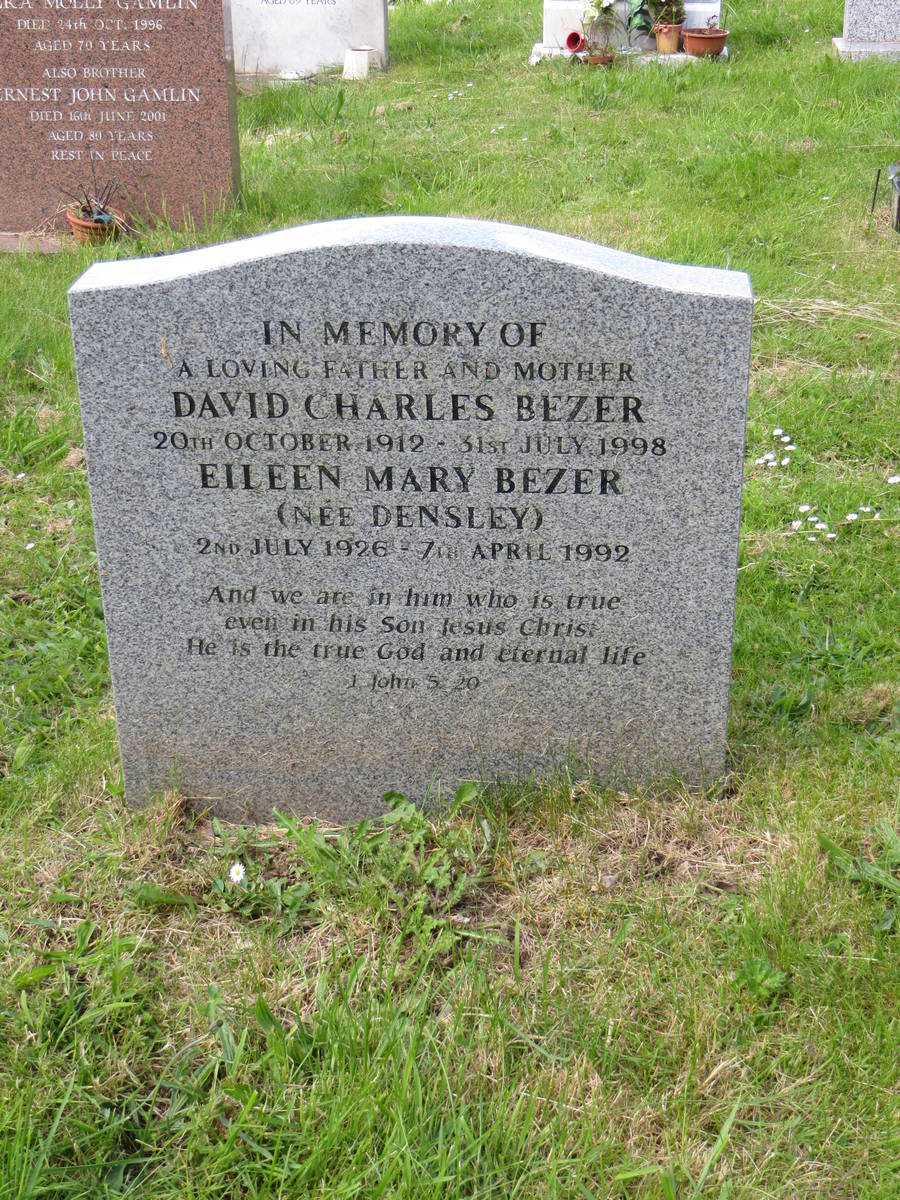 MOLLY GAMLIN
DIED 24TH OCT. 1996
AGED 70 YEARS
ALSO BROTHER
ERNEST JOHN GAMLIN
DIED 16TH JUNE 2001
AGED 80 YEARS
REST IN PEACE
AGED 69 YEARS
IN MEMORY OF
A LOVING FATHER AND MOTHER
DAVID CHARLES BEZER
20TH OCTOBER 1912 - 31ST JULY 1998
EILEEN MARY BEZER
(NÉE DENSLEY)
2ND JULY 1926 - 7TH APRIL 1992
And we are in him who is true
even in his Son Jesus Christ
He is the true God and eternal life
1 John 5 20